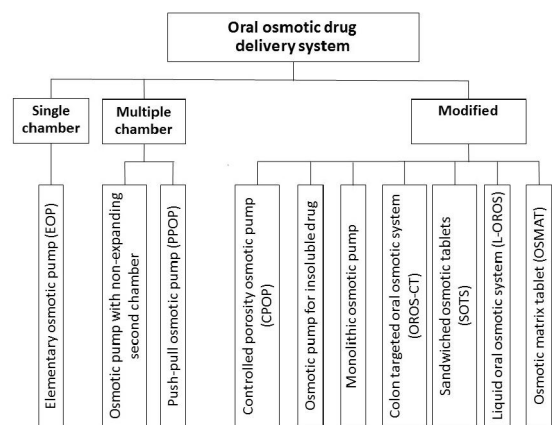 Oral osmotic drug
delivery system
Single
chamber
Multiple
chamber
Modified
Elementary osmotic pump (EOP)
Osmotic pump with non-expanding
second chamber
Push-pull osmotic pump (PPOP)
Controlled porosity osmotic pump
(CPOP)
Osmotic pump for insoluble drug
Monolithic osmotic pump
Colon targeted oral osmotic system
(OROS-CT)
Sandwiched osmotic tablets
(SOTS)
Liquid oral osmotic system (L-OROS)
Osmotic matrix tablet (OSMAT)